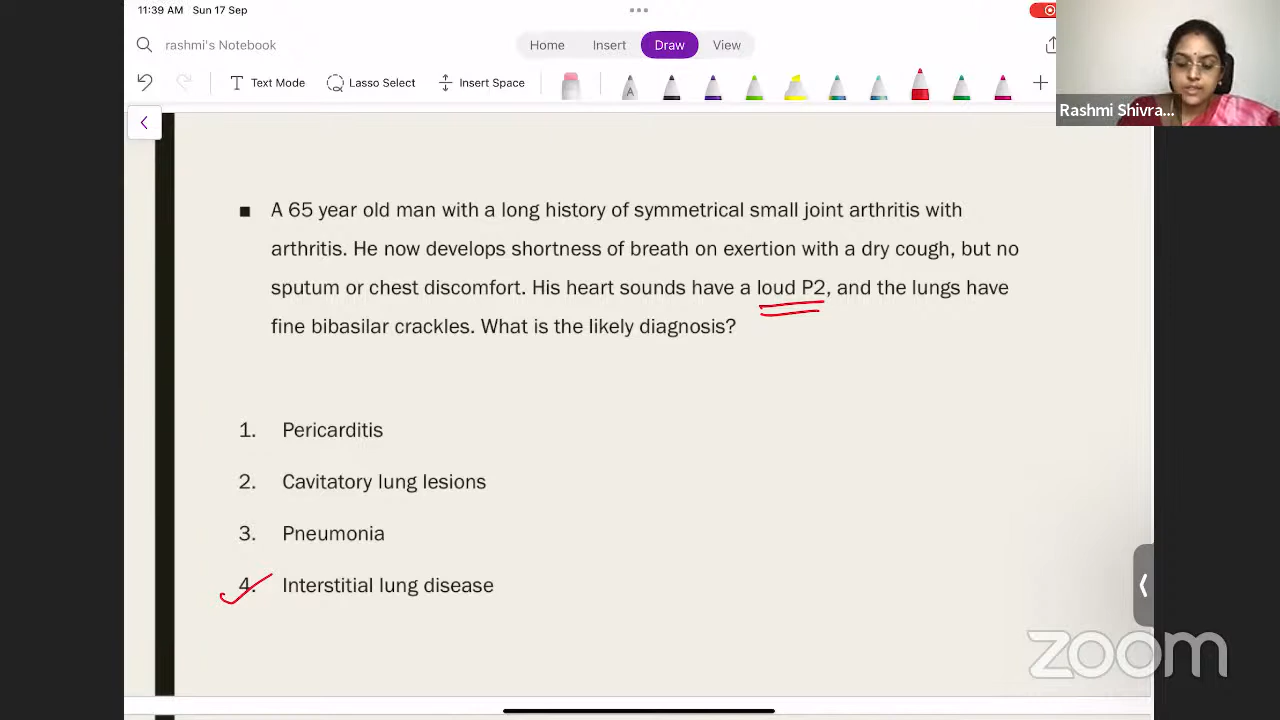 11:39 AM Sun 17 Sep
rashmi's Notebook
Home Insert Draw View
Text Mode Lasso Select Insert Space
A
Rashmi Shivra...
■ A 65 year old man with a long history of symmetrical small joint arthritis with
arthritis. He now develops shortness of breath on exertion with a dry cough, but no
sputum or chest discomfort. His heart sounds have a loud P2, and the lungs have
fine bibasilar crackles. What is the likely diagnosis?
1. Pericarditis
2. Cavitatory lung lesions
3. Pneumonia
4. Interstitial lung disease
zoom